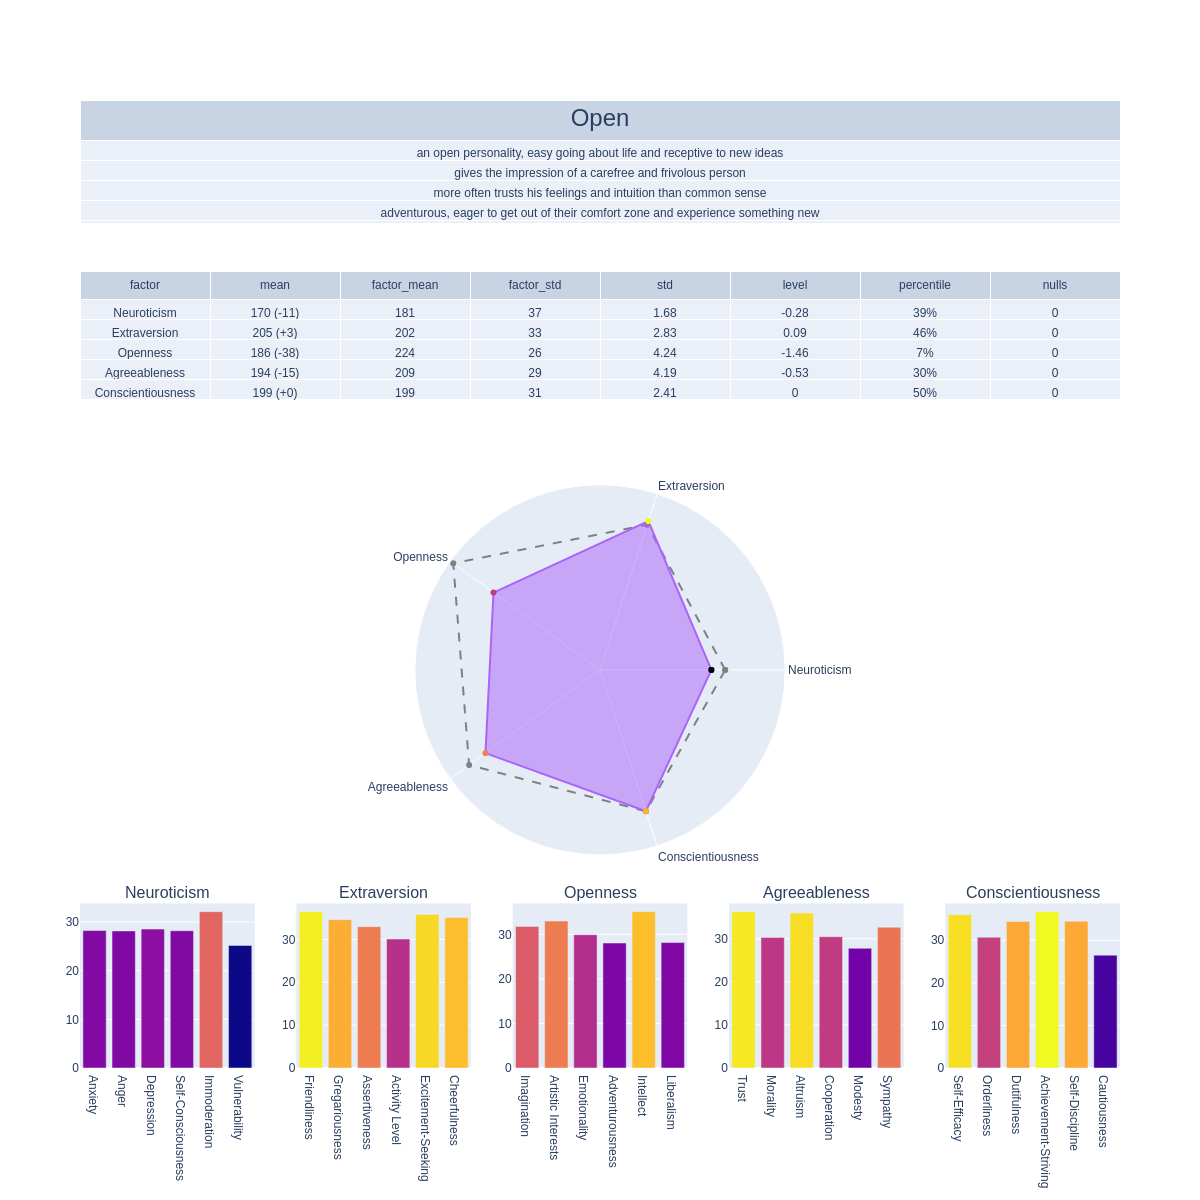 Open
an open personality, easy going about life and receptive to new ideas
gives the impression of a carefree and frivolous person
more often trusts his feelings and intuition than common sense
adventurous, eager to get out of their comfort zone and experience something new
factor mean factor_mean factor_std std level percentile nulls
Neuroticism 170 (-11) 181 37 1.68 -0.28 39% 0
Extraversion 205 (+3) 202 33 2.83 0.09 46% 0
Openness 186 (-38) 224 26 4.24 -1.46 7% 0
Agreeableness 194 (-15) 209 29 4.19 -0.53 30% 0
Conscientiousness 199 (+0) 199 31 2.41 0 50% 0
Extraversion
Openness
Neuroticism
Agreeableness
Conscientiousness
Neuroticism
30
20
10
0
Anxiety
Anger
Depression
Self-Consciousness
Immoderation
Vulnerability
Extraversion
30
20
10
0
Friendliness
Gregariousness
Assertiveness
Activity Level
Excitement-Seeking
Cheerfulness
Openness
30
20
10
0
Imagination
Artistic Interests
Emotionality
Adventurousness
Intellect
Liberalism
Agreeableness
30
20
10
0
Trust
Morality
Altruism
Cooperation
Modesty
Sympathy
Conscientiousness
30
20
10
0
Self-Efficacy
Orderliness
Dutifulness
Achievement-Striving
Self-Discipline
Cautiousness